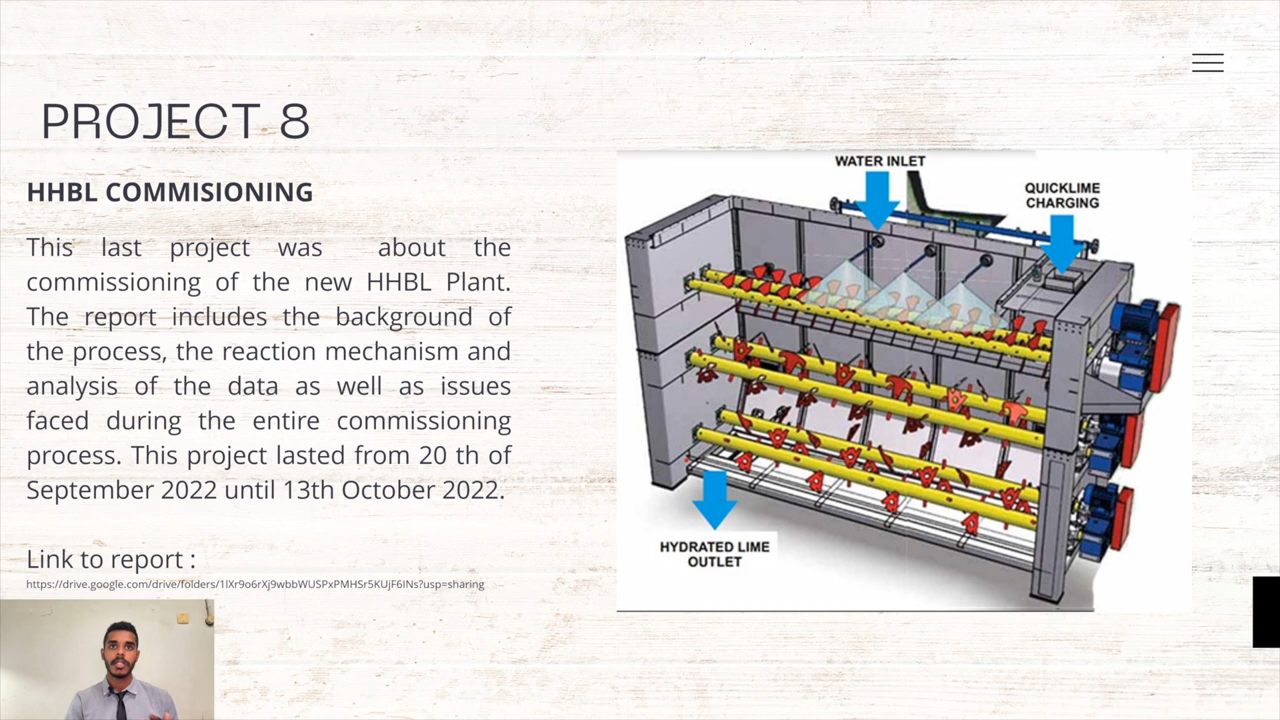 PROJECT 8
HHBL COMMISIONING
This last project was about the
commissioning of the new HHBL Plant.
The report includes the background of
the process, the reaction mechanism and
analysis of the data as well as issues
faced during the entire commissioning
process. This project lasted from 20 th of
September 2022 until 13th October 2022.
Link to report :
https://drive.google.com/drive/folders/1lXr9o6rXj9wbbWUSPxPMHSr5KUjF6lNs?usp=sharing
WATER INLET
QUICKLIME
CHARGING
HYDRATED LIME
OUTLET